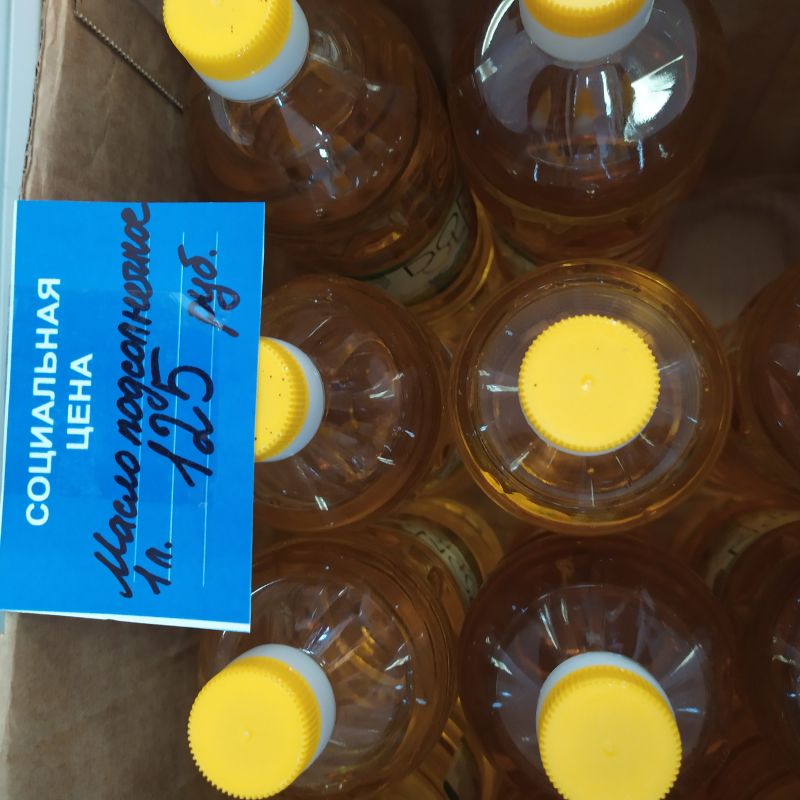 СОЦИАЛЬНАЯ
ЦЕНА
Масло подсолнечное
1л. 125 руб.